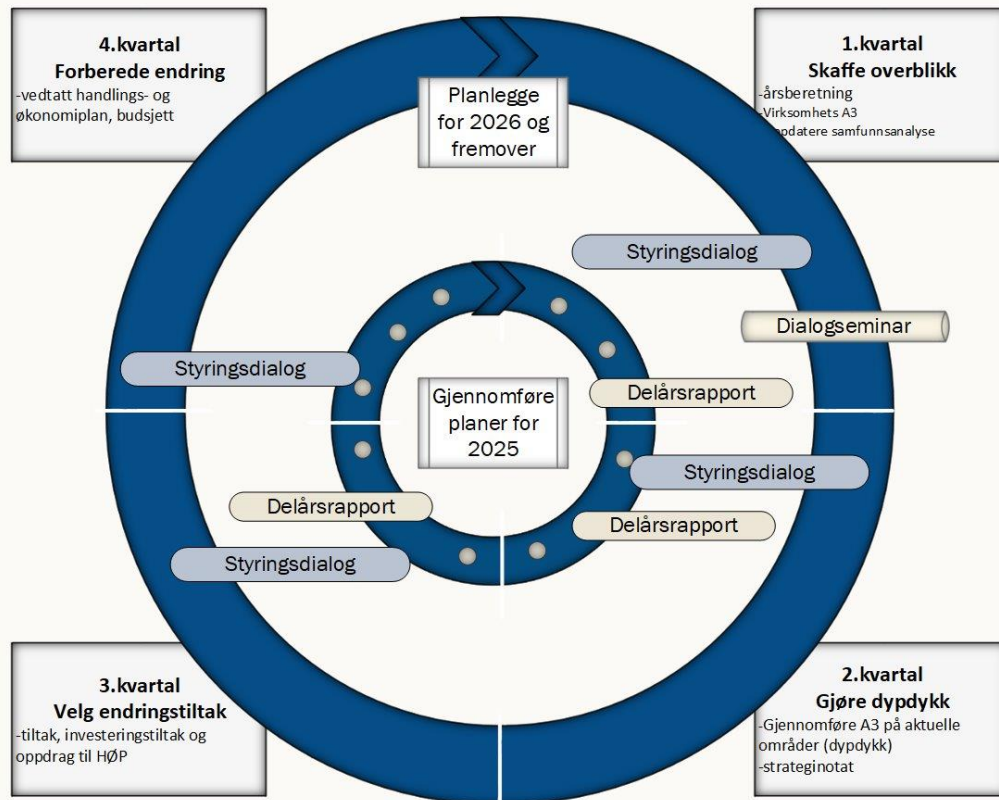 4.kvartal
Forberede endring
-vedtatt handlings- og
økonomiplan, budsjett
1.kvartal
Skaffe overblikk
-årsberetning
-Virksomhets A3
samfunnsanalyse
Planlegge
for 2026 og
fremover
Styringsdialog
Dialogseminar
Styringsdialog
Delårsrapport
Gjennomføre
planer for
2025
Styringsdialog
Delårsrapport
Delårsrapport
Styringsdialog
3.kvartal
Velg endringstiltak
-tiltak, investeringstiltak og
oppdrag til HØP
2.kvartal
Gjøre dypdykk
-Gjennomføre A3 på aktuelle
områder (dypdykk)
-strateginotat